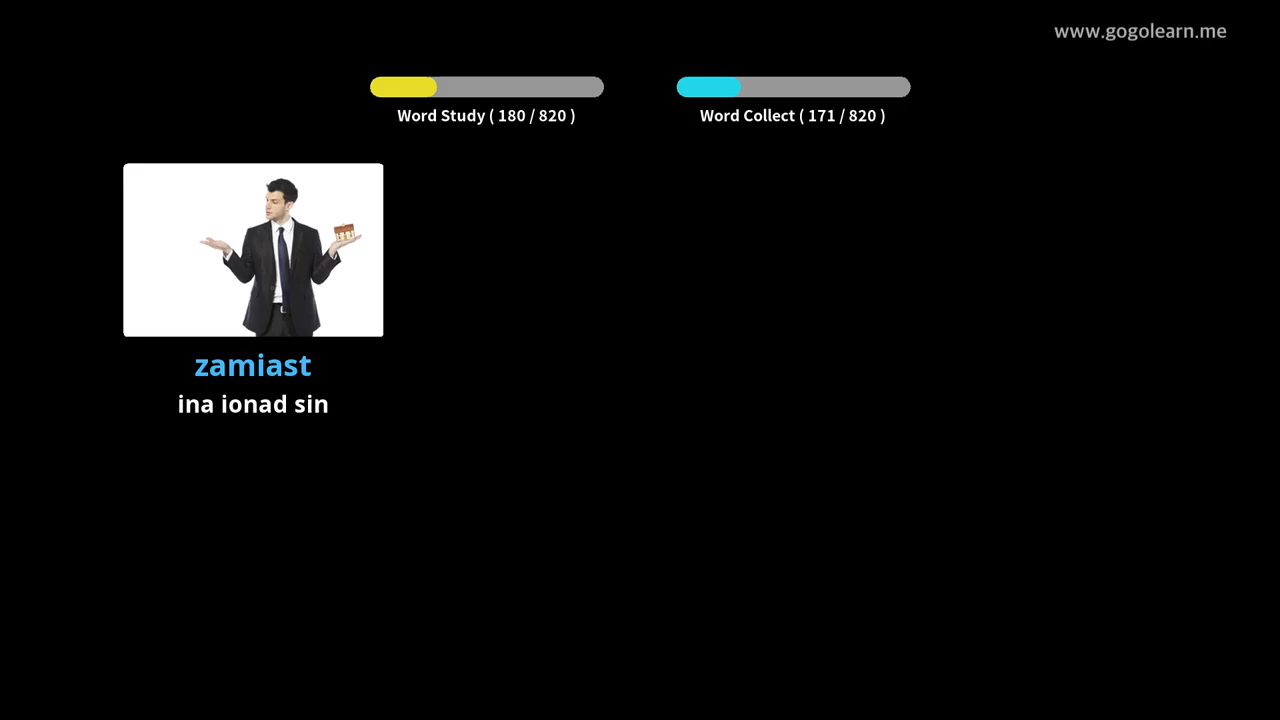 www.gogolearn.me
Word Study ( 180 / 820 )
Word Collect ( 171 / 820 )
zamiast
ina ionad sin